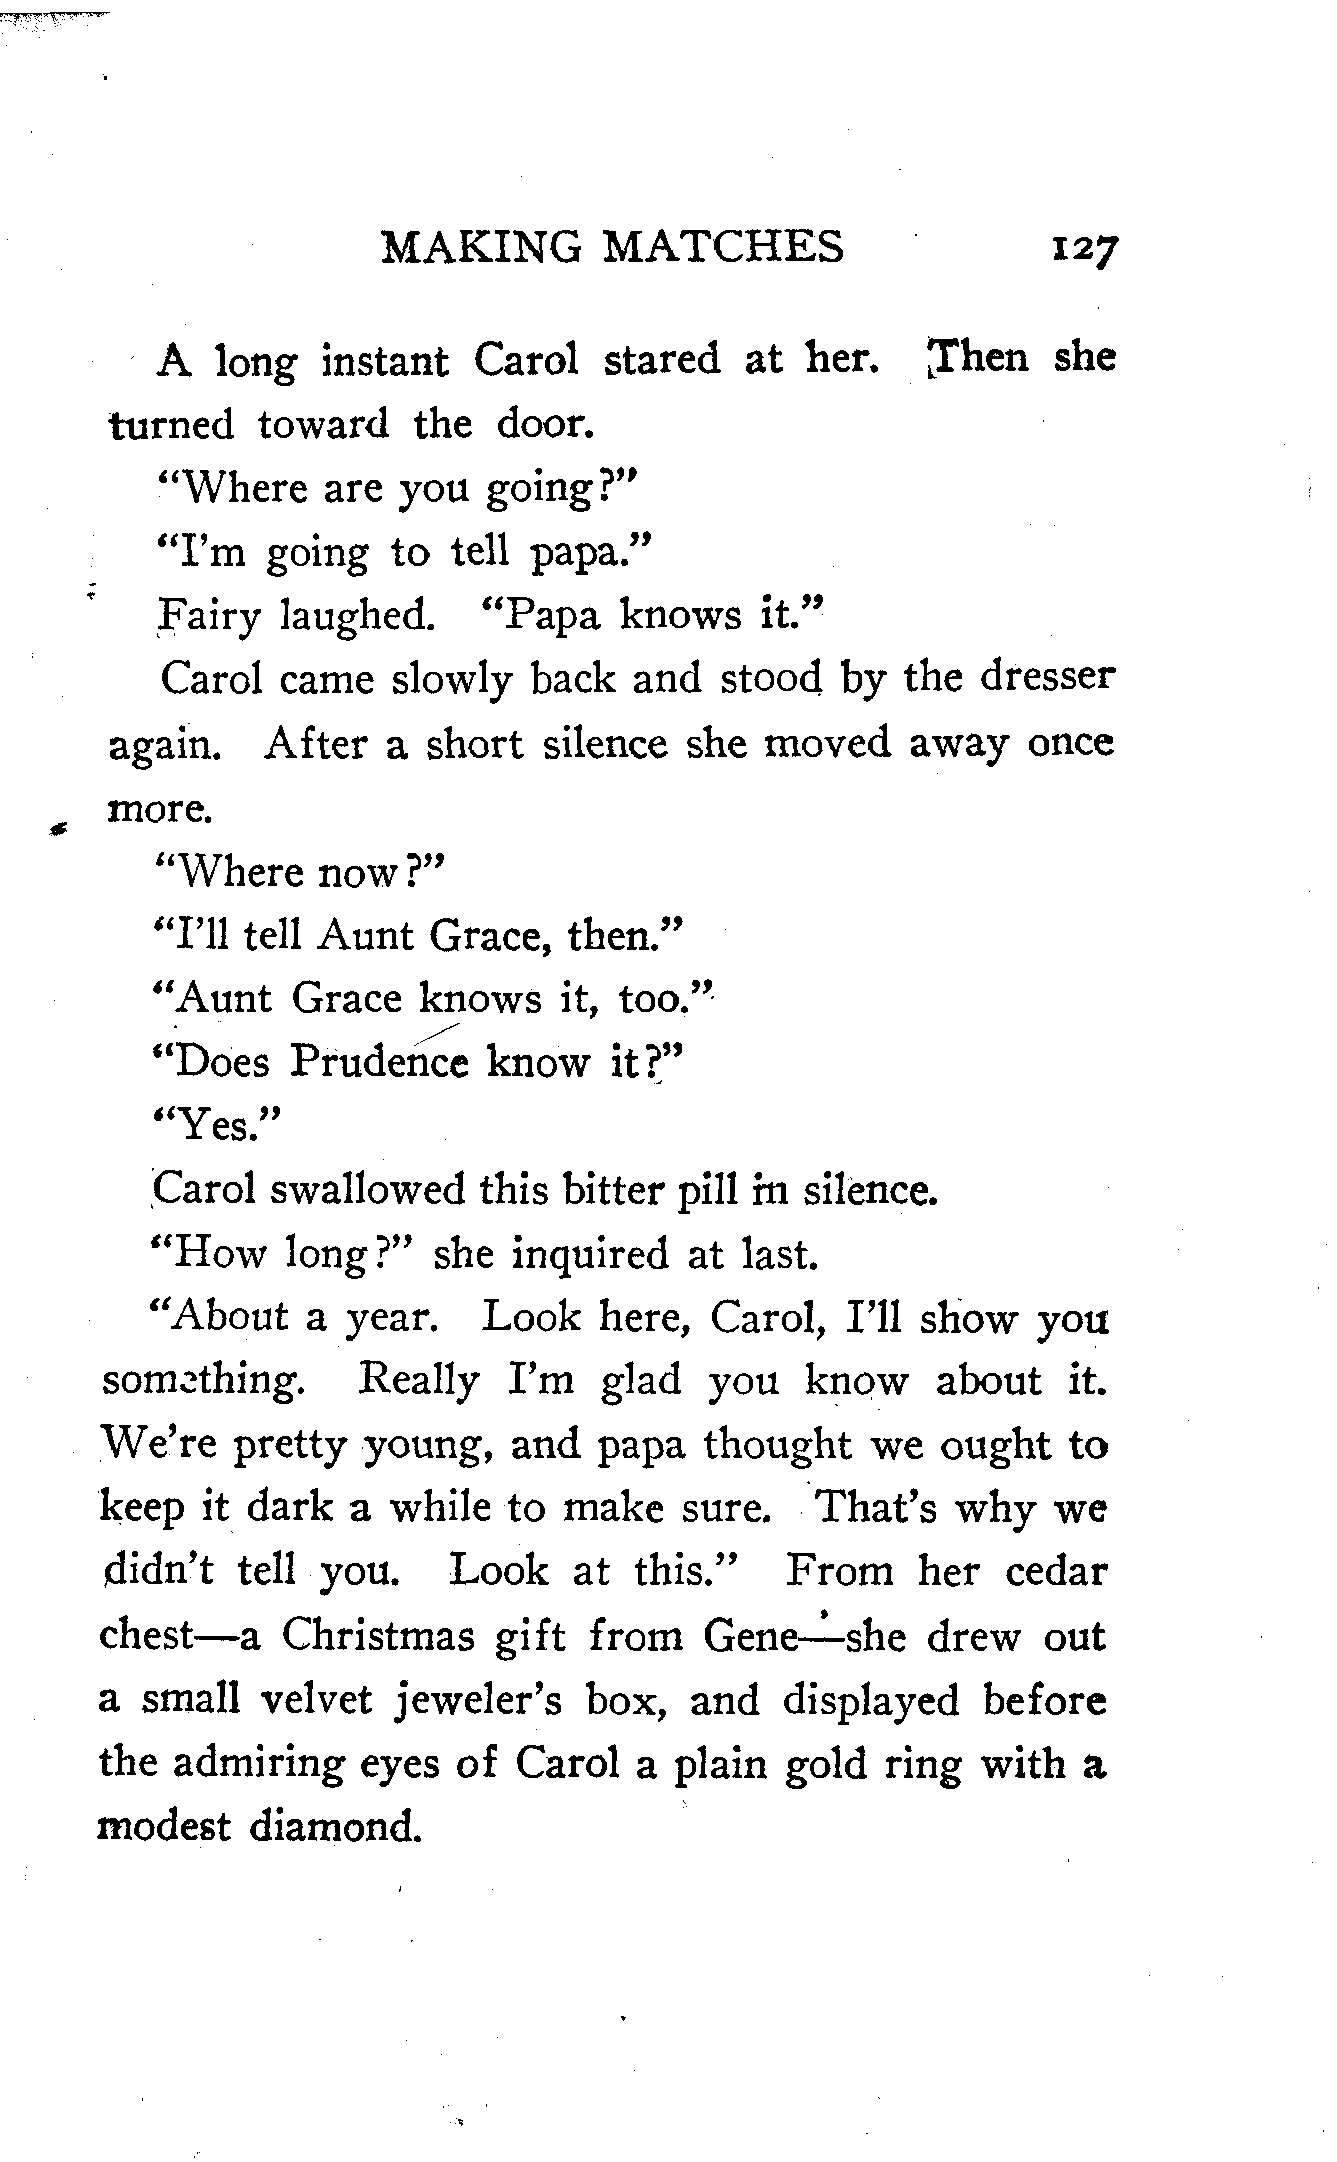 MAKING MATCHES 127
A long instant Carol stared at her. Then she
turned toward the door.
“Where are you going?”
“I’m going to tell papa.”
Fairy laughed. “Papa knows it.”
Carol came slowly back and stood by the dresser
again. After a short silence she moved away once
more.
“Where now?”
“I’ll tell Aunt Grace, then.”
“Aunt Grace knows it, too.”
“Does Prudence know it?”
“Yes.”
Carol swallowed this bitter pill in silence.
“How long?” she inquired at last.
“About a year. Look here, Carol, I’ll show you
something. Really I’m glad you know about it.
We’re pretty young, and papa thought we ought to
keep it dark a while to make sure. That’s why we
didn’t tell you. Look at this.” From her cedar
chest—a Christmas gift from Gene—she drew out
a small velvet jeweler’s box, and displayed before
the admiring eyes of Carol a plain gold ring with a
modest diamond.